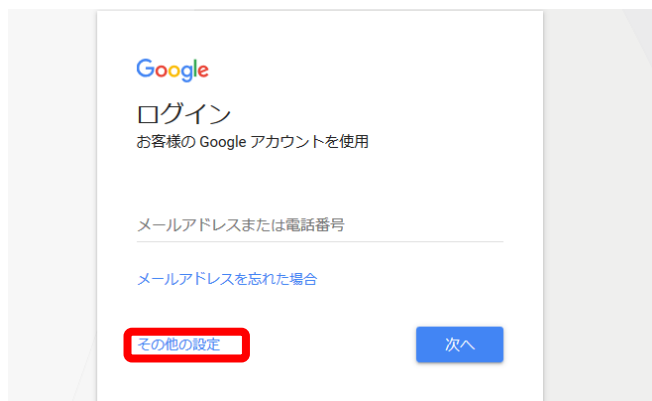 Google
ログイン
お客様の Google アカウントを使用
メールアドレスまたは電話番号
メールアドレスを忘れた場合
その他の設定
次へ